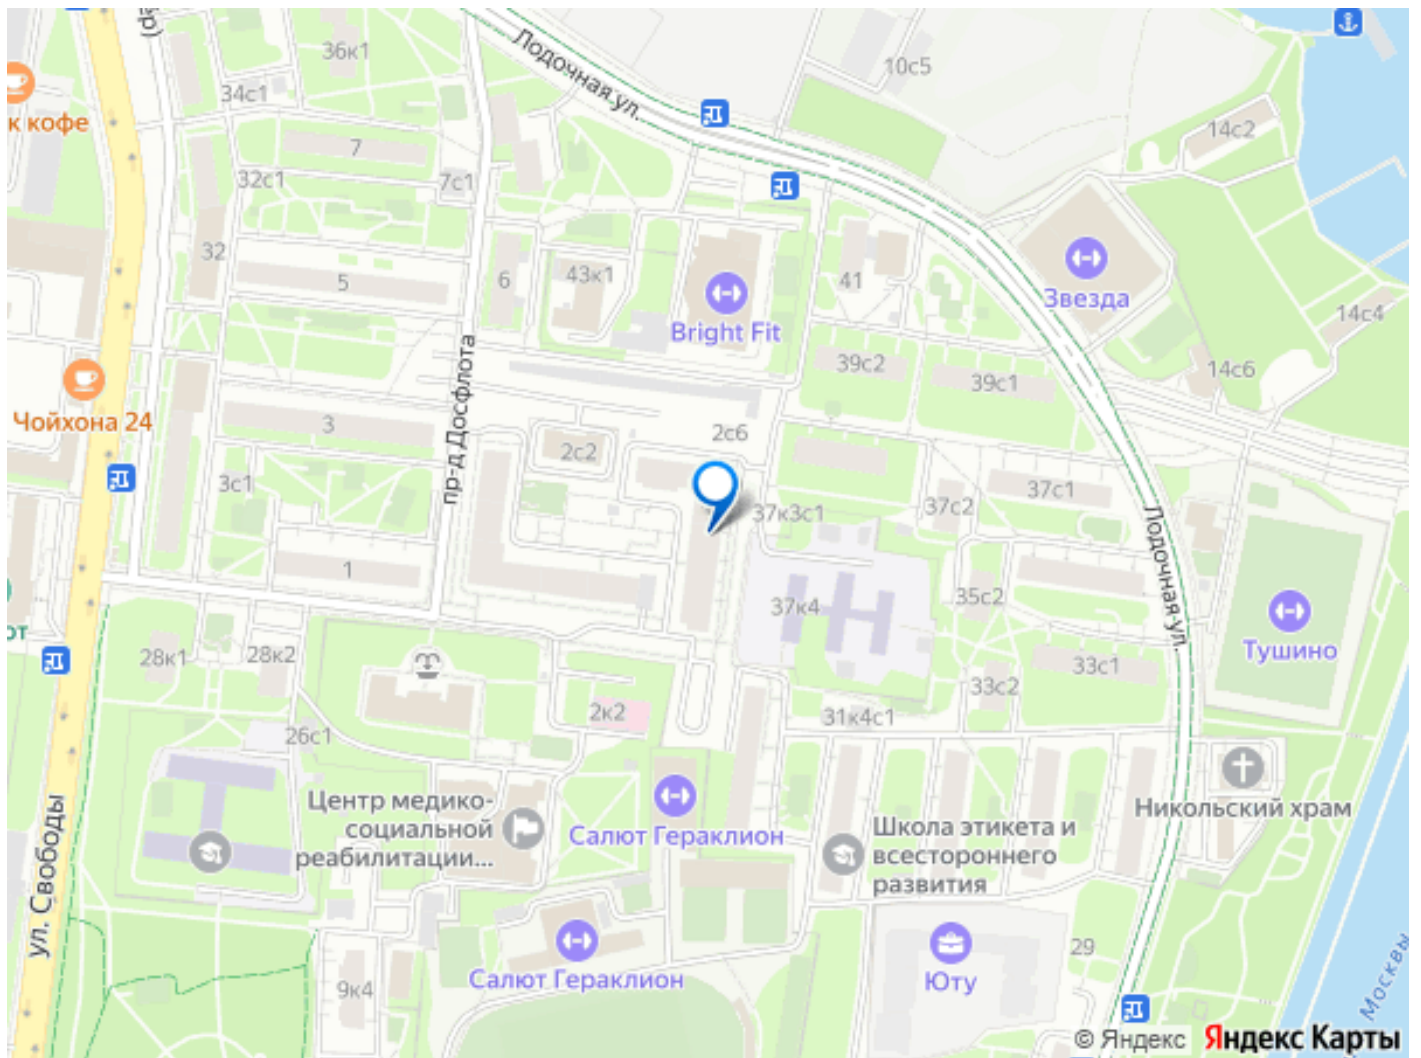 Лодочная ул.
36к1
10с5
34с1
к кофе
14с2
7
32с1
7с1
32
5
6
43к1
41
Звезда
14с4
Bright Fit
39с2
39с1
14с6
Чойхона 24
3
пр-д Досфлота
2с6
2с2
3с1
37к3с1
37с2
37с1
Лодочная ул.
1
37к4
35с2
Тушино
28к1
28к2
33с1
33с2
2к2
31к4с1
26с1
Центр медико-
социальной
реабилитации...
Салют Гераклион
Школа этикета и
всестороннего
развития
Никольский храм
ул. Свободы
Салют Гераклион
9к4
Юту
29
Москвы
© Яндекс Яндекс Карты